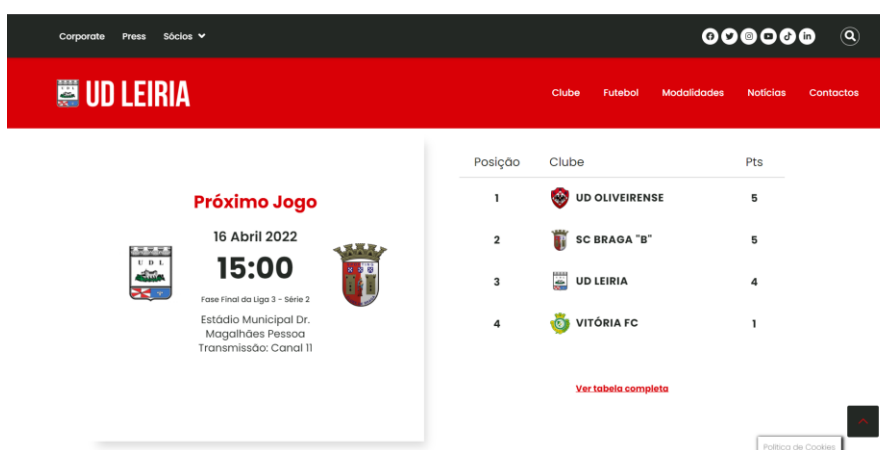 Corporate Press Sócios
UD LEIRIA
Clube Futebol Modalidades Notícias Contactos
Próximo Jogo
16 Abril 2022
UDL
15:00
Fase Final da Liga 3 - Série 2
Estádio Municipal Dr.
Magalhães Pessoa
Transmissão: Canal 11
Posição Clube Pts
1 UD OLIVEIRENSE 5
2 SC BRAGA "B" 5
3 UD LEIRIA 4
4 VITÓRIA FC 1
Ver tabela completa
Política de Cookies